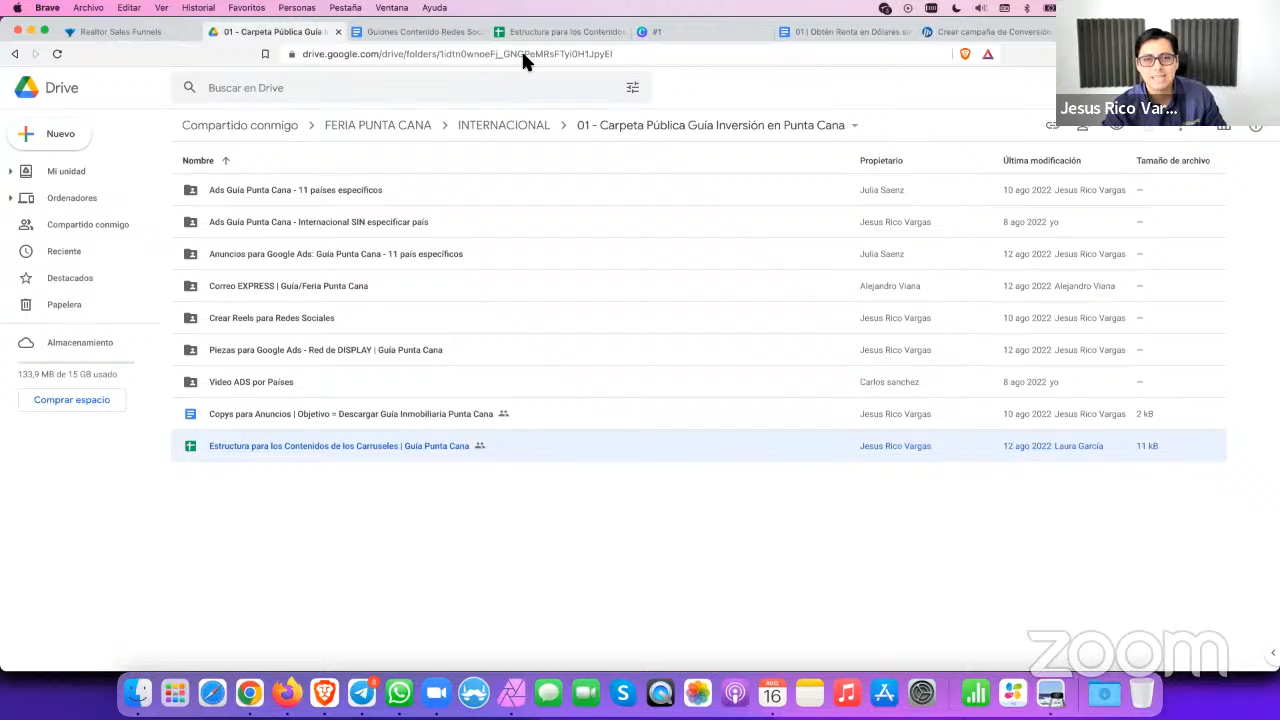 Brave Archivo Editar Ver Historial Favoritos Personas Pestaña Ventana Ayuda
Realtor Sales Funnels
01 - Carpeta Pública Guía I
Guiones Contenido Redes Soc
Estructura para los Contenidos
#1
01 | Obtén Renta en Dólares sin
Crear campaña de conversión
drive.google.com/drive/folders/
Drive
Buscar en Drive
Jesus Rico Var...
Nuevo
Compartido conmigo > FERIA PUNTA CANA > INTERNACIONAL > 01 - Carpeta Pública Guía Inversión en Punta Cana
Nombre Propietario Última modificación Tamaño de archivo
Mi unidad
Ordenadores
Compartido conmigo
Reciente
Destacados
Papelera
Almacenamiento
133,9 MB de 15 GB usado
Comprar espacio
Ads Guía Punta Cana - 11 países específicos Julia Saenz 10 ago 2022 Jesus Rico Vargas —
Ads Guía Punta Cana - Internacional SIN especificar país Jesus Rico Vargas 8 ago 2022 yo —
Anuncios para Google Ads: Guía Punta Cana - 11 país específicos Julia Saenz 12 ago 2022 Jesus Rico Vargas —
Correo EXPRESS | Guía/Feria Punta Cana Alejandro Viana 12 ago 2022 Alejandro Viana —
Crear Reels para Redes Sociales Jesus Rico Vargas 10 ago 2022 Jesus Rico Vargas —
Piezas para Google Ads - Red de DISPLAY | Guía Punta Cana Jesus Rico Vargas 12 ago 2022 Jesus Rico Vargas —
Video ADS por Países Carlos sanchez 8 ago 2022 yo —
Copys para Anuncios | Objetivo = Descargar Guía Inmobiliaria Punta Cana Jesus Rico Vargas 10 ago 2022 Jesus Rico Vargas 2 kB
Estructura para los Contenidos de los Carruseles | Guía Punta Cana Jesus Rico Vargas 12 ago 2022 Laura García 11 kB
zoom
3
AGO
16